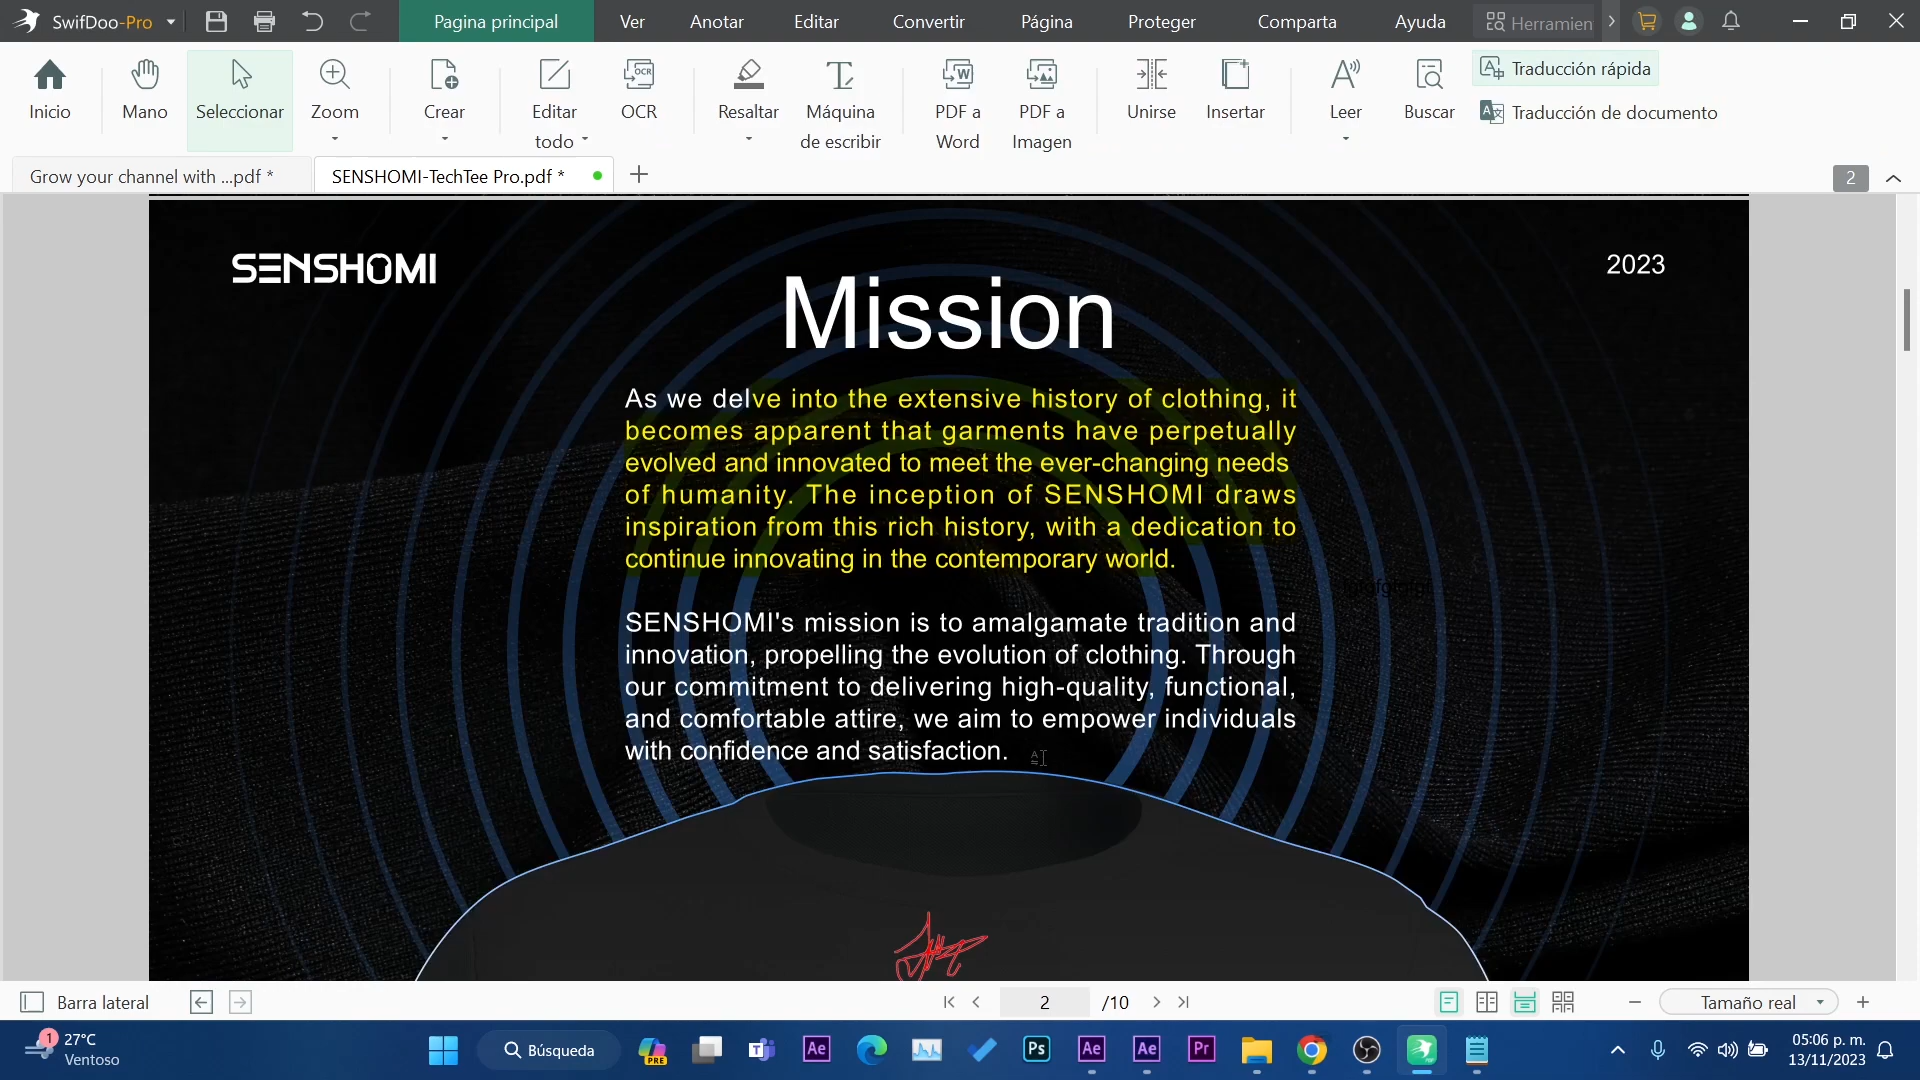 SwifDoo-Pro
Pagina principal
Ver
Anotar
Editar
Convertir
Página
Proteger
Comparta
Ayuda
Herramien
Inicio
Mano
Seleccionar
Zoom
Crear
Editar todo
OCR
Resaltar
Máquina de escribir
PDF a Word
PDF a Imagen
Unirse
Insertar
Leer
Buscar
Traducción rápida
Traducción de documento
Grow your channel with ...pdf *
SENSHOMI-TechTee Pro.pdf *
2
SENSHOMI
2023
Mission
As we delve into the extensive history of clothing, it
becomes apparent that garments have perpetually
evolved and innovated to meet the ever-changing needs
of humanity. The inception of SENSHOMI draws
inspiration from this rich history, with a dedication to
continue innovating in the contemporary world.
SENSHOMI's mission is to amalgamate tradition and
innovation, propelling the evolution of clothing. Through
our commitment to delivering high-quality, functional,
and comfortable attire, we aim to empower individuals
with confidence and satisfaction.
Barra lateral
2 /10
Tamaño real
1
27°C
Ventoso
Búsqueda
PRE
Ae
Ps
Ae
Ae
Pr
05:06 p. m.
13/11/2023